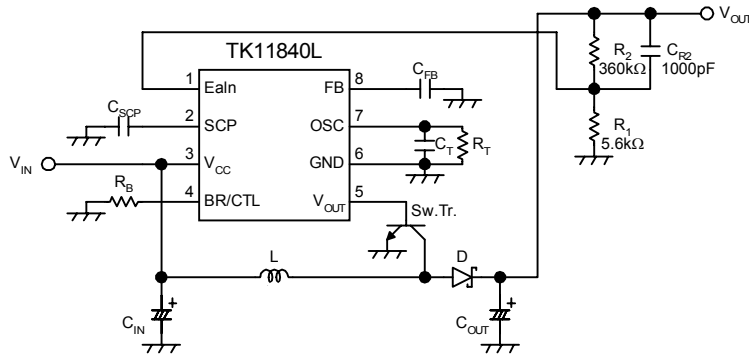 V_OUT
TK11840L
R_2
360kΩ
C_R2
1000pF
1
EaIn
FB
8
C_FB
C_SCP
2
SCP
OSC
7
C_T
R_T
R_1
5.6kΩ
V_IN
3
V_CC
GND
6
R_B
4
BR/CTL
V_OUT
5
Sw.Tr.
L
D
C_IN
+
C_OUT
+